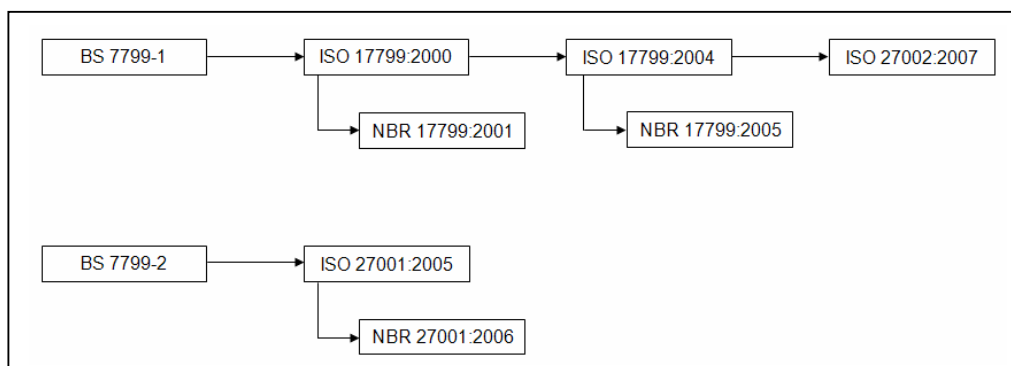 BS 7799-1
ISO 17799:2000
ISO 17799:2004
ISO 27002:2007
NBR 17799:2001
NBR 17799:2005
BS 7799-2
ISO 27001:2005
NBR 27001:2006